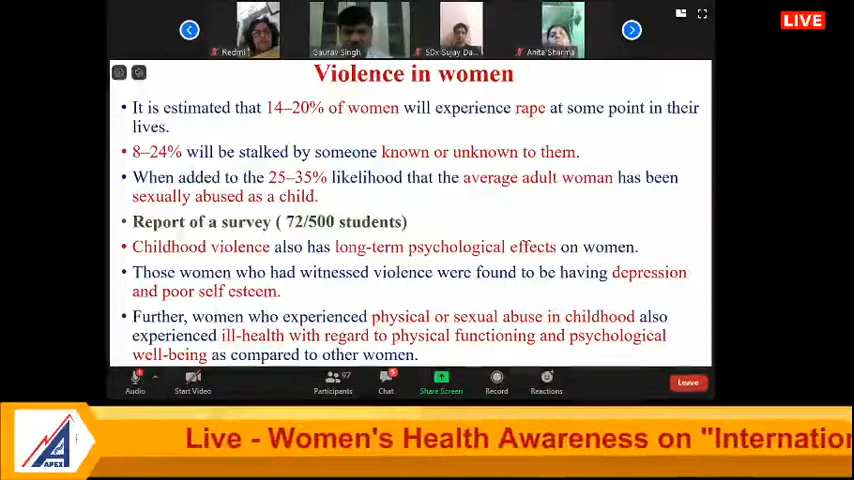 LIVE
Redmi
Gaurav Singh
SDx Sujay Da...
Anita Sharma
Violence in women
• It is estimated that 14–20% of women will experience rape at some point in their
lives.
• 8–24% will be stalked by someone known or unknown to them.
• When added to the 25–35% likelihood that the average adult woman has been
sexually abused as a child.
• Report of a survey ( 72/500 students)
• Childhood violence also has long-term psychological effects on women.
• Those women who had witnessed violence were found to be having depression
and poor self esteem.
• Further, women who experienced physical or sexual abuse in childhood also
experienced ill-health with regard to physical functioning and psychological
well-being as compared to other women.
97
5
Audio
Start Video
Participants
Chat
Share Screen
Record
Reactions
Leave
APEX
Live - Women's Health Awareness on "Internation